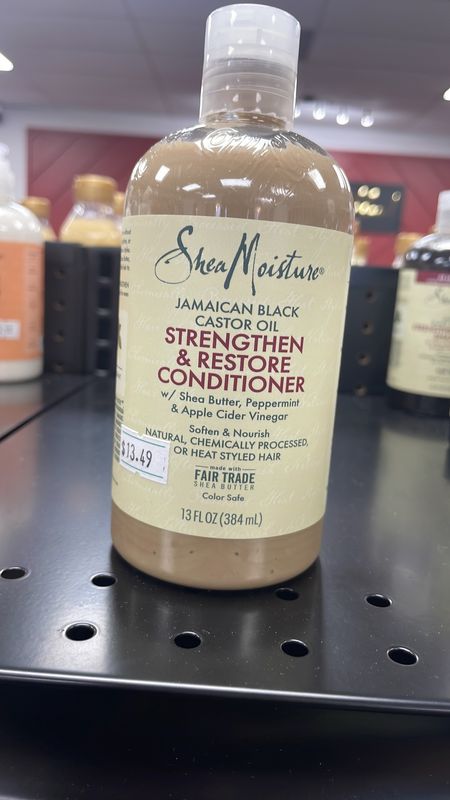 SheaMoisture®
JAMAICAN BLACK
CASTOR OIL
STRENGTHEN
& RESTORE
CONDITIONER
w/ Shea Butter, Peppermint
& Apple Cider Vinegar
Soften & Nourish
NATURAL, CHEMICALLY PROCESSED,
OR HEAT STYLED HAIR
$13.49
made with
FAIR TRADE
SHEA BUTTER
Color Safe
13 FL OZ (384 mL)